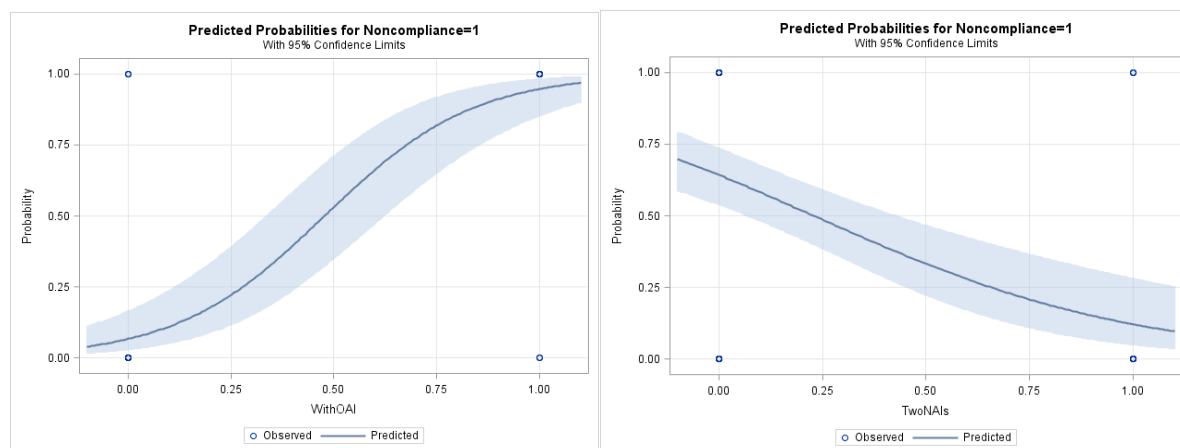 Predicted Probabilities for Noncompliance=1
With 95% Confidence Limits
1.00
0.75
0.50
0.25
0.00
Probability
0.00 0.25 0.50 0.75 1.00
WithOAI
Observed Predicted
Predicted Probabilities for Noncompliance=1
With 95% Confidence Limits
1.00
0.75
0.50
0.25
0.00
Probability
0.00 0.25 0.50 0.75 1.00
TwoNAIs
Observed Predicted